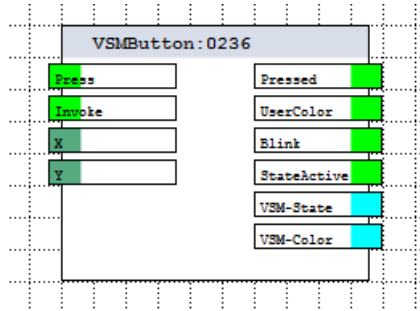 VSMButton:0236
Press
Pressed
Invoke
UserColor
X
Blink
Y
StateActive
VSM-State
VSM-Color